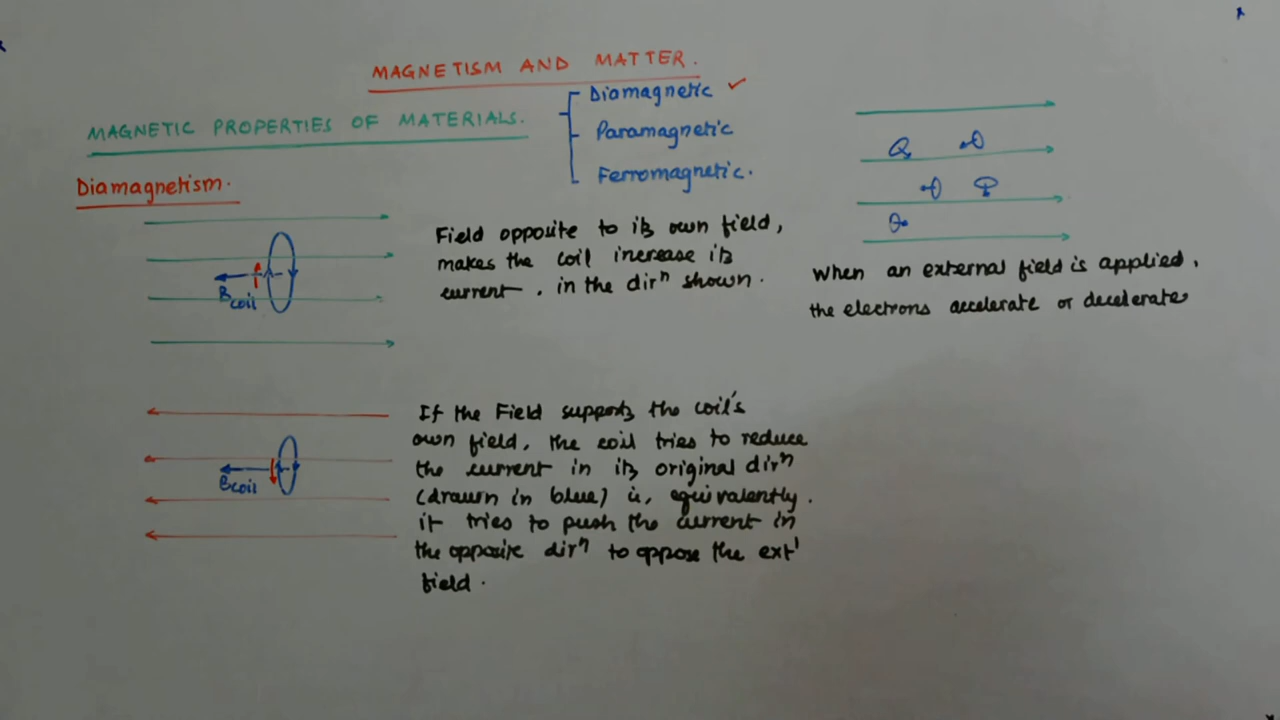 MAGNETISM AND MATTER.
MAGNETIC PROPERTIES OF MATERIALS.
Diamagnetic ✓
Paramagnetic
Ferromagnetic.
Diamagnetism.
Field opposite to its own field,
makes the coil increase its
current, in the dirⁿ shown.
Bcoil
When an external field is applied,
the electrons accelerate or decelerate
If the Field supports the coil's
own field, the coil tries to reduce
the current in its original dirⁿ
(drawn in blue) ie, equivalently.
it tries to push the current in
the opposite dirⁿ to oppose the extˡ
field.
Bcoil